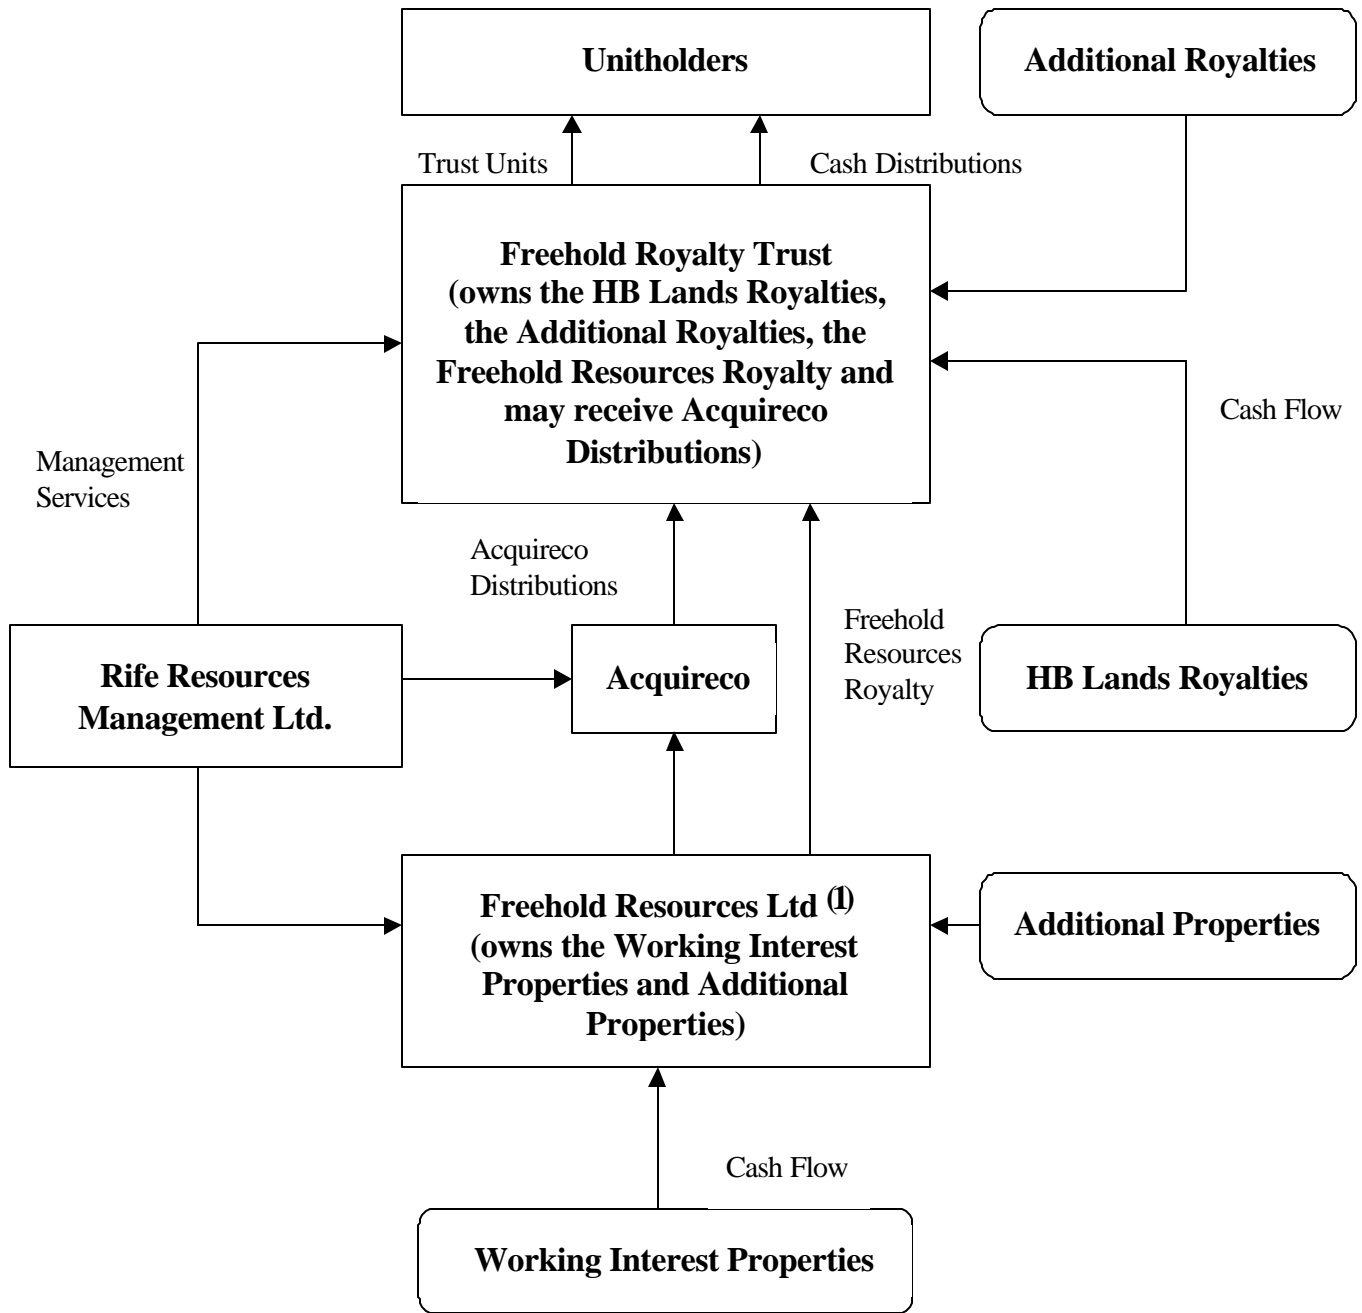 Unitholders
Additional Royalties
Trust Units
Cash Distributions
Freehold Royalty Trust
(owns the HB Lands Royalties,
the Additional Royalties, the
Freehold Resources Royalty and
may receive Acquireco
Distributions)
Cash Flow
Management
Services
Acquireco
Distributions
Freehold
Resources
Royalty
Rife Resources
Management Ltd.
Acquireco
HB Lands Royalties
Freehold Resources Ltd (1)
(owns the Working Interest
Properties and Additional
Properties)
Additional Properties
Cash Flow
Working Interest Properties